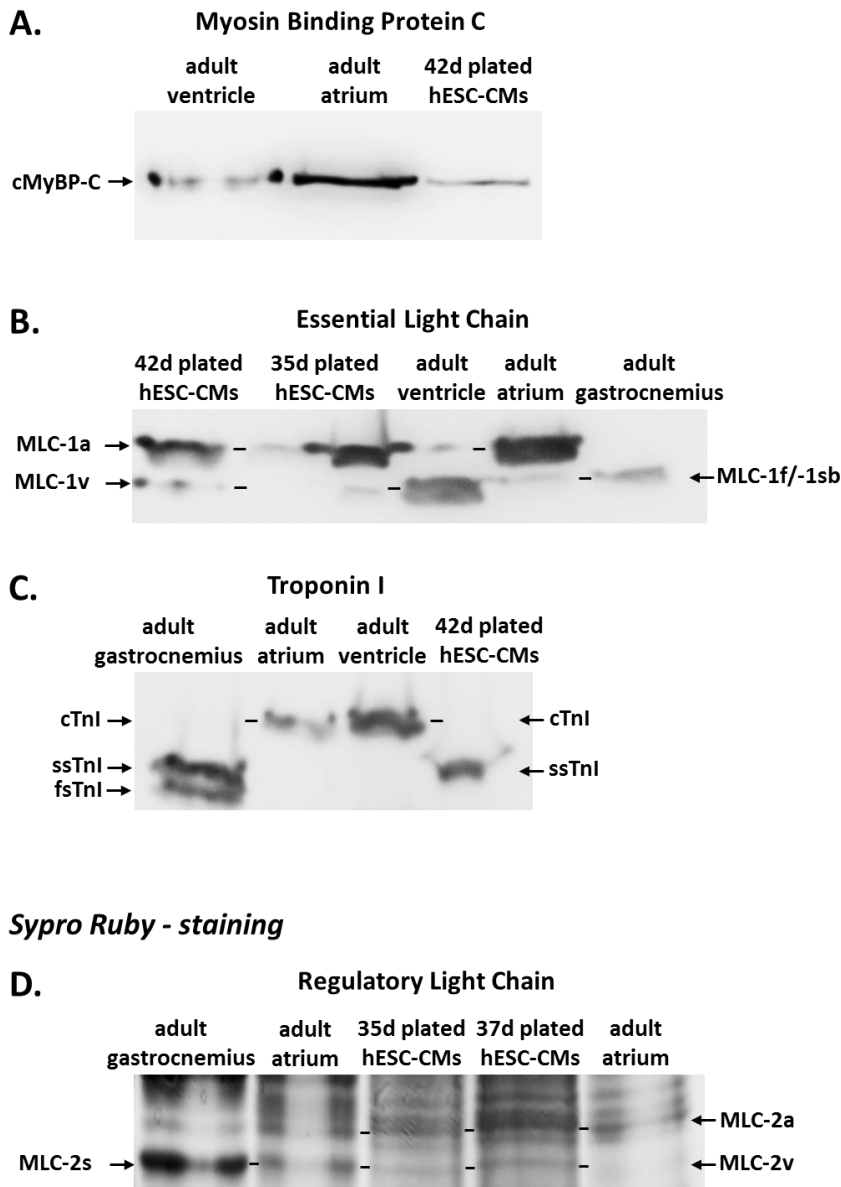 A.
Myosin Binding Protein C
adult ventricle
adult atrium
42d plated hESC-CMs
cMyBP-C
B.
Essential Light Chain
42d plated hESC-CMs
35d plated hESC-CMs
adult ventricle
adult atrium
adult gastrocnemius
MLC-1a
MLC-1v
MLC-1f/-1sb
C.
Troponin I
adult gastrocnemius
adult atrium
adult ventricle
42d plated hESC-CMs
cTnI
cTnI
ssTnI
ssTnI
fsTnI
Sypro Ruby - staining
D.
Regulatory Light Chain
adult gastrocnemius
adult atrium
35d plated hESC-CMs
37d plated hESC-CMs
adult atrium
MLC-2a
MLC-2s
MLC-2v